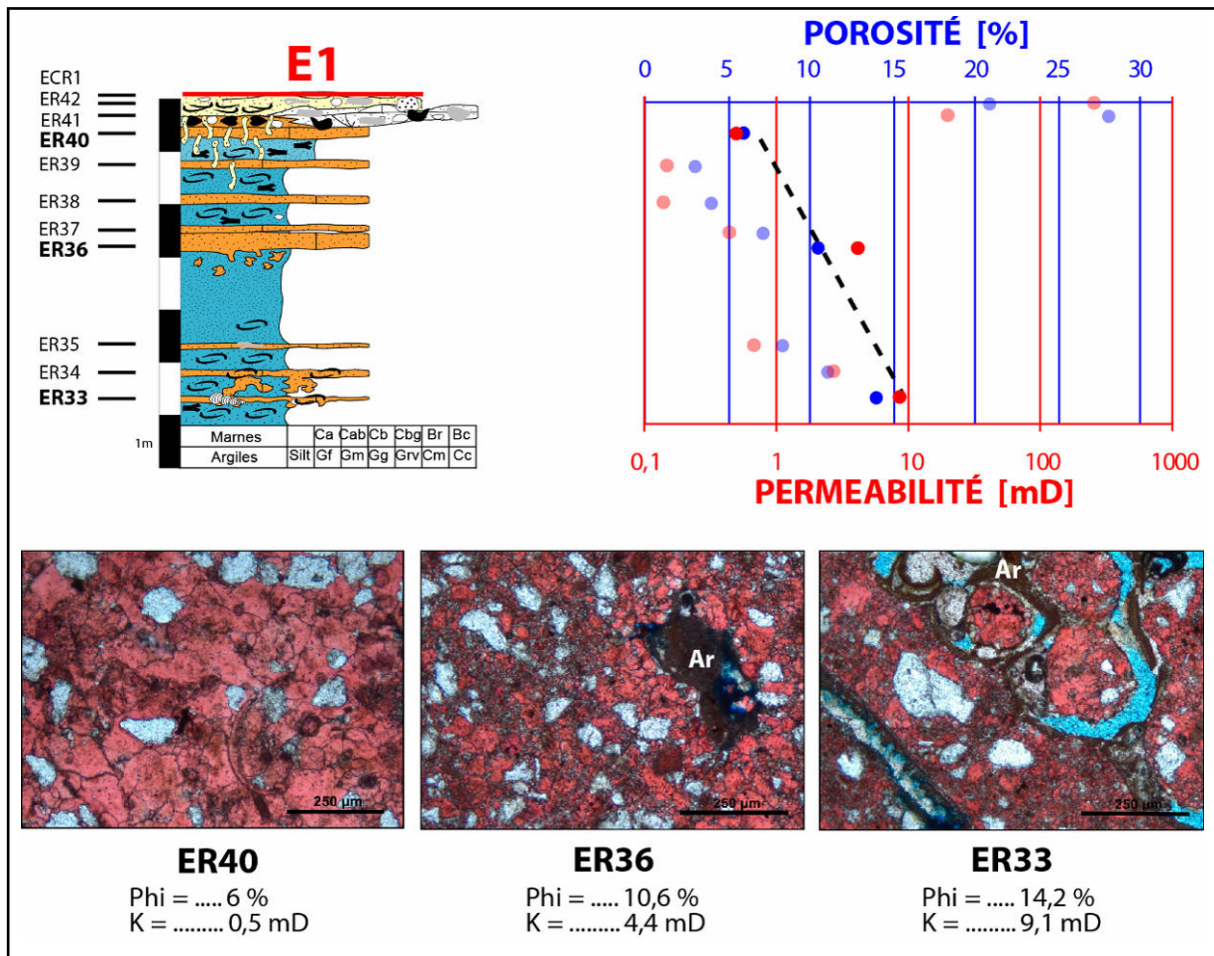 E1
ECR1
ER42
ER41
ER40
ER39
ER38
ER37
ER36
ER35
ER34
ER33
1m
Marnes Ca Cab Cb Cbg Br Bc
Argiles Silt Gf Gm Gg Grv Cm Cc
POROSITÉ [%]
0 5 10 15 20 25 30
0,1 1 10 100 1000
PERMEABILITÉ [mD]
250 µm
Ar
250 µm
Ar
250 µm
ER40
Phi = ..... 6 %
K = ......... 0,5 mD
ER36
Phi = ..... 10,6 %
K = ......... 4,4 mD
ER33
Phi = ..... 14,2 %
K = ......... 9,1 mD